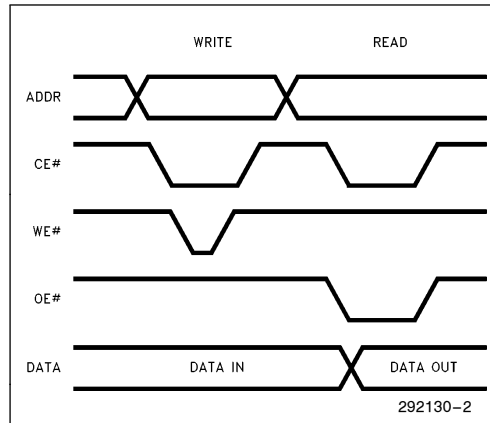 WRITE READ
ADDR
CE#
WE#
OE#
DATA DATA IN DATA OUT
292130-2